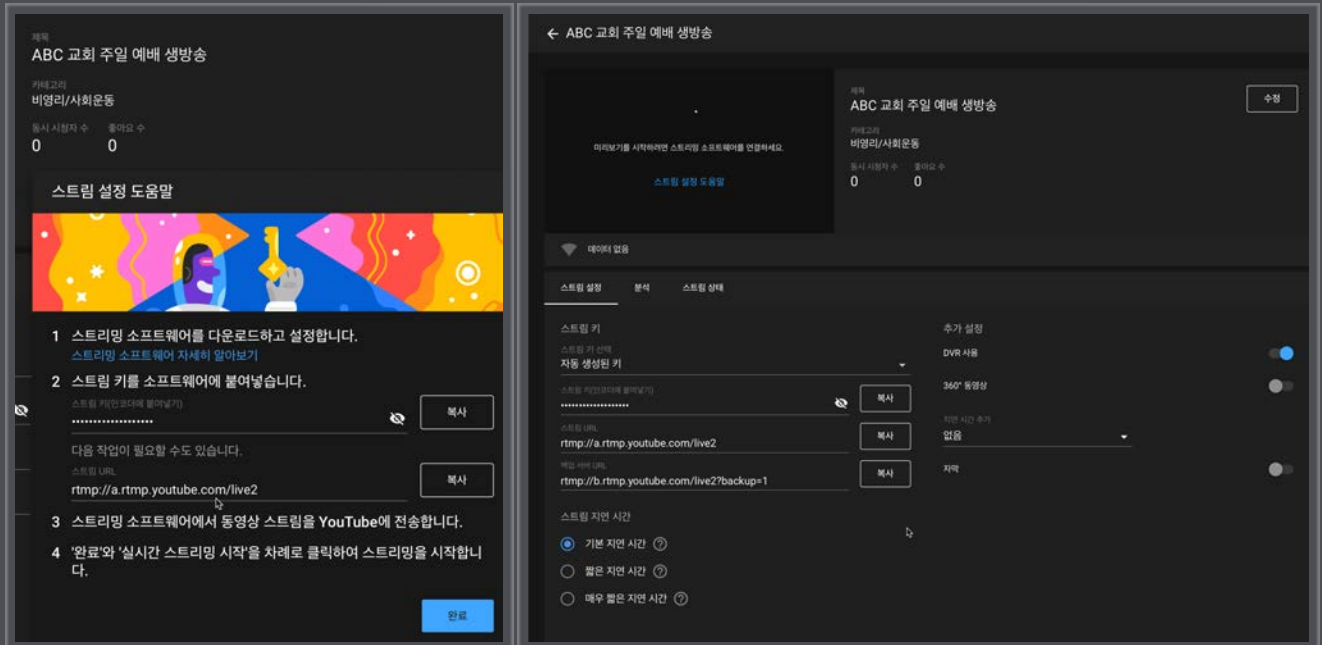 제목
ABC 교회 주일 예배 생방송
카테고리
비영리/사회운동
동시 시청자 수 좋아요 수
0 0
스트림 설정 도움말
1 스트리밍 소프트웨어를 다운로드하고 설정합니다.
스트리밍 소프트웨어 자세히 알아보기
2 스트림 키를 소프트웨어에 붙여넣습니다.
스트림 키(인코더에 붙여넣기)
••••••••••••••••••• 복사
다음 작업이 필요할 수도 있습니다.
스트림 URL
rtmp://a.rtmp.youtube.com/live2 복사
3 스트리밍 소프트웨어에서 동영상 스트림을 YouTube에 전송합니다.
4 '완료'와 '실시간 스트리밍 시작'을 차례로 클릭하여 스트리밍을 시작합니
다.
완료
← ABC 교회 주일 예배 생방송
미리보기를 시작하려면 스트리밍 소프트웨어를 연결하세요.
스트림 설정 도움말
제목
ABC 교회 주일 예배 생방송
수정
카테고리
비영리/사회운동
동시 시청자 수 좋아요 수
0 0
데이터 없음
스트림 설정 분석 스트림 상태
스트림 키
스트림 키 선택
자동 생성된 키
스트림 키(인코더에 붙여넣기)
••••••••••••••••••• 복사
스트림 URL
rtmp://a.rtmp.youtube.com/live2 복사
백업 서버 URL
rtmp://b.rtmp.youtube.com/live2?backup=1 복사
스트림 지연 시간
기본 지연 시간
짧은 지연 시간
매우 짧은 지연 시간
추가 설정
DVR 사용
360° 동영상
지연 시간 추가
없음
자막